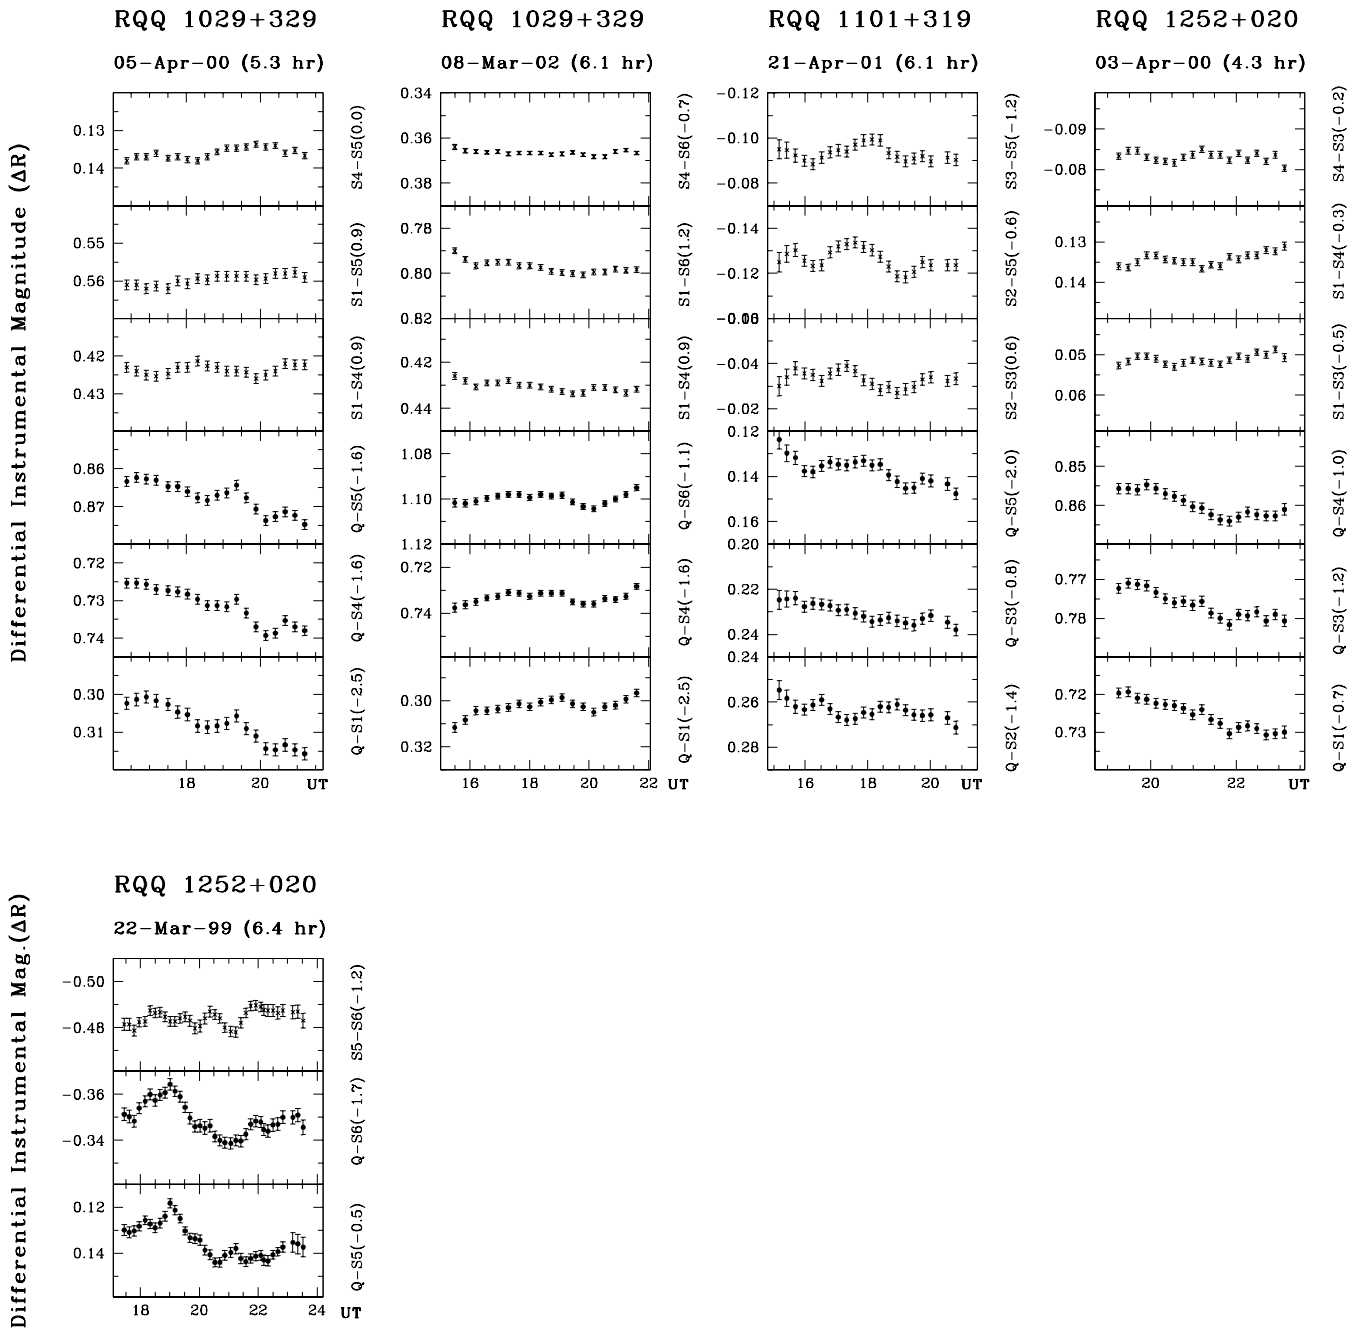 RQQ 1029+329
05-Apr-00 (5.3 hr)
Differential Instrumental Magnitude (ΔR)
0.13
0.14
S4-S5(0.0)
0.55
0.56
S1-S5(0.9)
0.42
0.43
S1-S4(0.9)
0.86
0.87
Q-S5(-1.6)
0.72
0.73
0.74
Q-S4(-1.6)
0.30
0.31
Q-S1(-2.5)
18 20 UT
RQQ 1029+329
08-Mar-02 (6.1 hr)
0.34
0.36
0.38
S4-S6(-0.7)
0.78
0.80
0.82
S1-S6(1.2)
0.42
0.44
S1-S4(0.9)
1.08
1.10
1.12
Q-S6(-1.1)
0.72
0.74
Q-S4(-1.6)
0.30
0.32
Q-S1(-2.5)
16 18 20 22 UT
RQQ 1101+319
21-Apr-01 (6.1 hr)
-0.12
-0.10
-0.08
S3-S5(-1.2)
-0.14
-0.12
S2-S5(-0.6)
-0.04
-0.02
S2-S3(0.6)
0.12
0.14
0.16
Q-S5(-2.0)
0.20
0.22
0.24
Q-S3(-0.8)
0.24
0.26
0.28
Q-S2(-1.4)
16 18 20 UT
RQQ 1252+020
03-Apr-00 (4.3 hr)
-0.09
-0.08
S4-S3(-0.2)
0.13
0.14
S1-S4(-0.3)
0.05
0.06
S1-S3(-0.5)
0.85
0.86
Q-S4(-1.0)
0.77
0.78
Q-S3(-1.2)
0.72
0.73
Q-S1(-0.7)
20 22 UT
RQQ 1252+020
22-Mar-99 (6.4 hr)
Differential Instrumental Mag.(ΔR)
-0.50
-0.48
S5-S6(-1.2)
-0.36
-0.34
Q-S6(-1.7)
0.12
0.14
Q-S5(-0.5)
18 20 22 24 UT